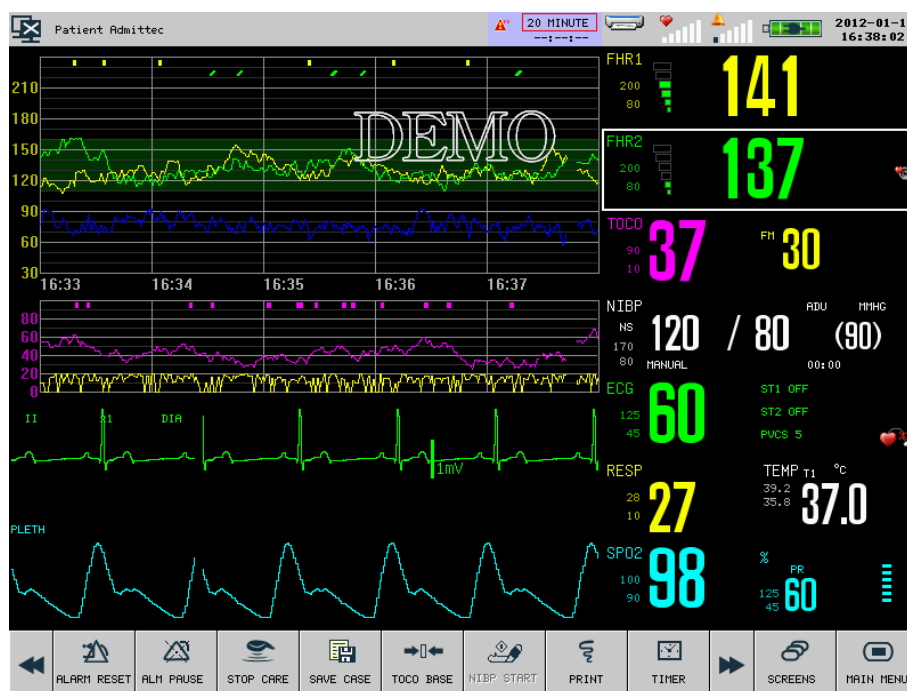 Patient Admittec
20 MINUTE
--:--:--
2012-01-1
16:38:02
DEMO
210
180
150
120
90
60
30
16:33 16:34 16:35 16:36 16:37
80
60
40
20
0
II x1 DIA
1mV
PLETH
FHR1
200
80
141
FHR2
200
80
137
TOCO
90
10
37
FM 30
NIBP ADU MMHG
NS
170
80
120 / 80 (90)
MANUAL 00:00
ECG
125
45
60
ST1 OFF
ST2 OFF
PVCS 5
RESP
28
10
27
TEMP T1 °C
39.2
35.8
37.0
SPO2
100
90
98
%
PR
125
45
60
ALARM RESET
ALM PAUSE
STOP CARE
SAVE CASE
TOCO BASE
NIBP START
PRINT
TIMER
SCREENS
MAIN MENU